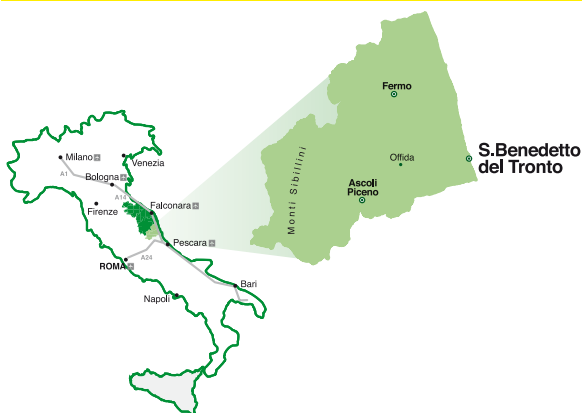 Fermo
S.Benedetto
del Tronto
Offida
Monti Sibillini
Ascoli
Piceno
Milano
Venezia
A1
Bologna
A14
Falconara
Firenze
Pescara
A24
ROMA
Bari
Napoli